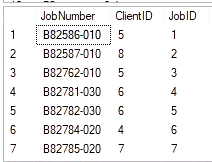 JobNumber ClientID JobID
1 B82586-010 5 1
2 B82587-010 8 2
3 B82762-010 5 3
4 B82781-030 6 4
5 B82782-030 6 5
6 B82784-020 4 6
7 B82785-020 7 7